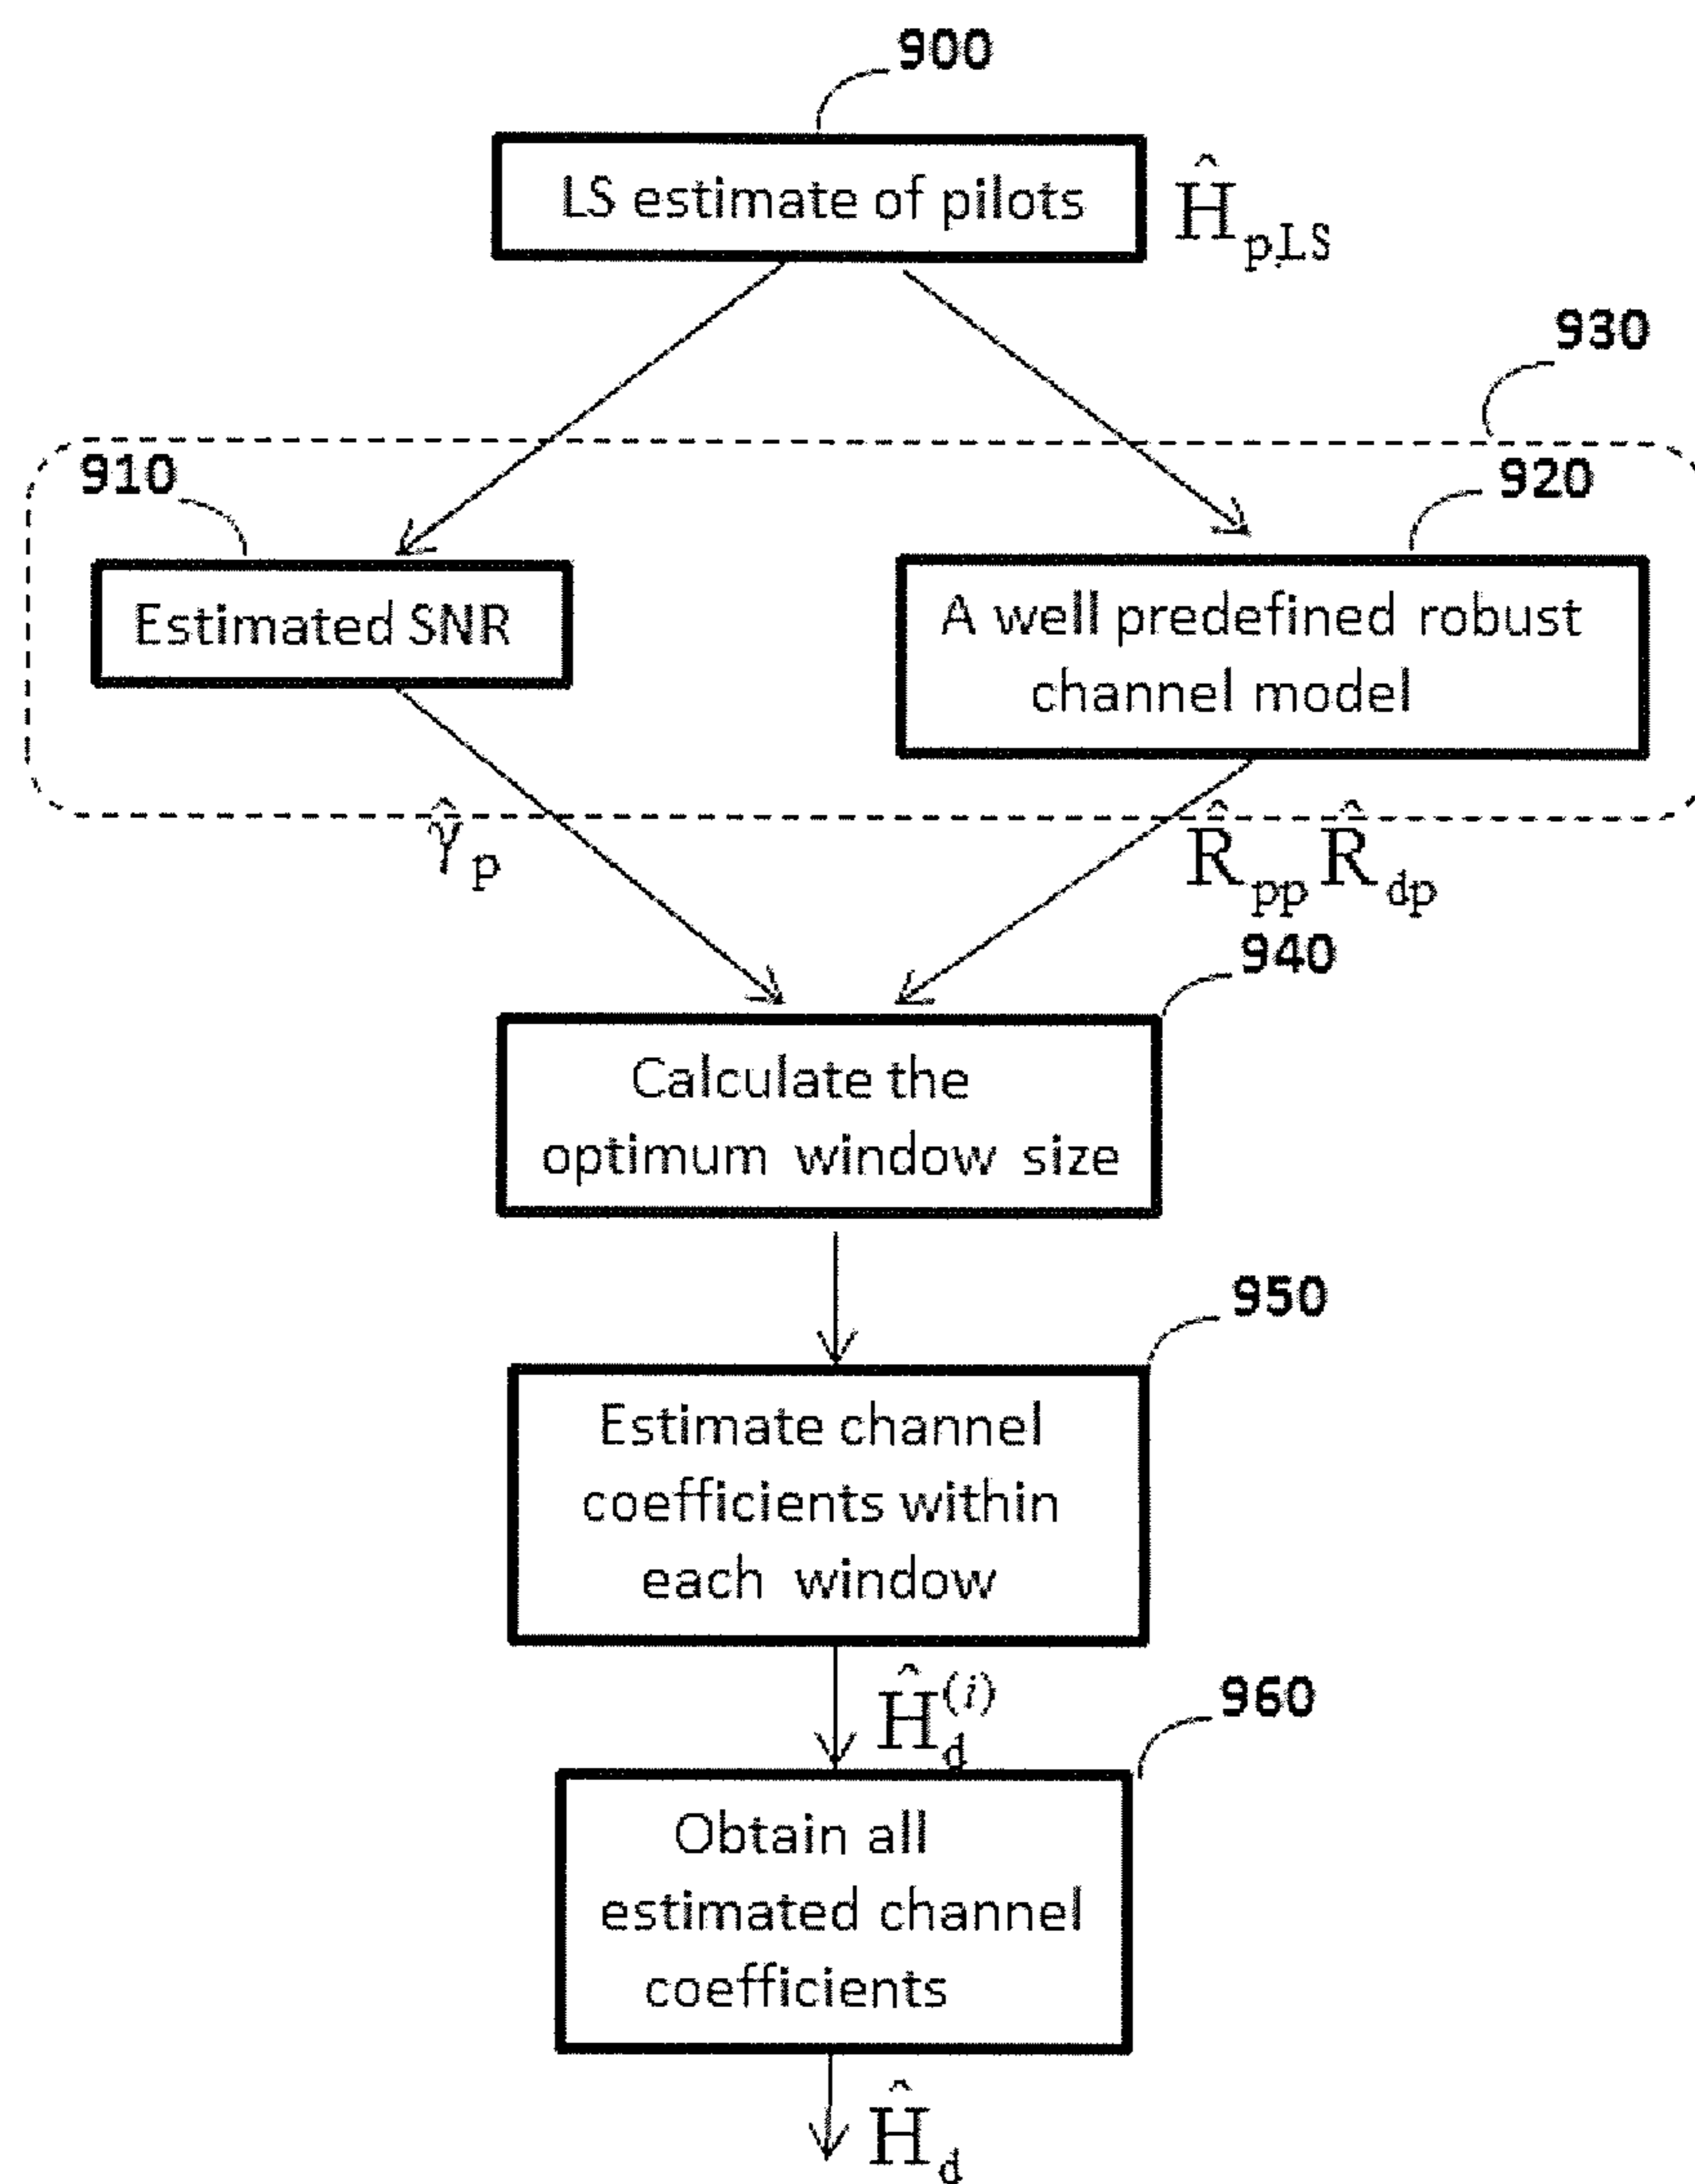 900
LS estimate of pilots
Ĥ_pLS
930
910
920
Estimated SNR
A well predefined robust
channel model
γ̂_p
R̂_pp R̂_dp
940
Calculate the
optimum window size
950
Estimate channel
coefficients within
each window
Ĥ_d^(i)
960
Obtain all
estimated channel
coefficients
Ĥ_d